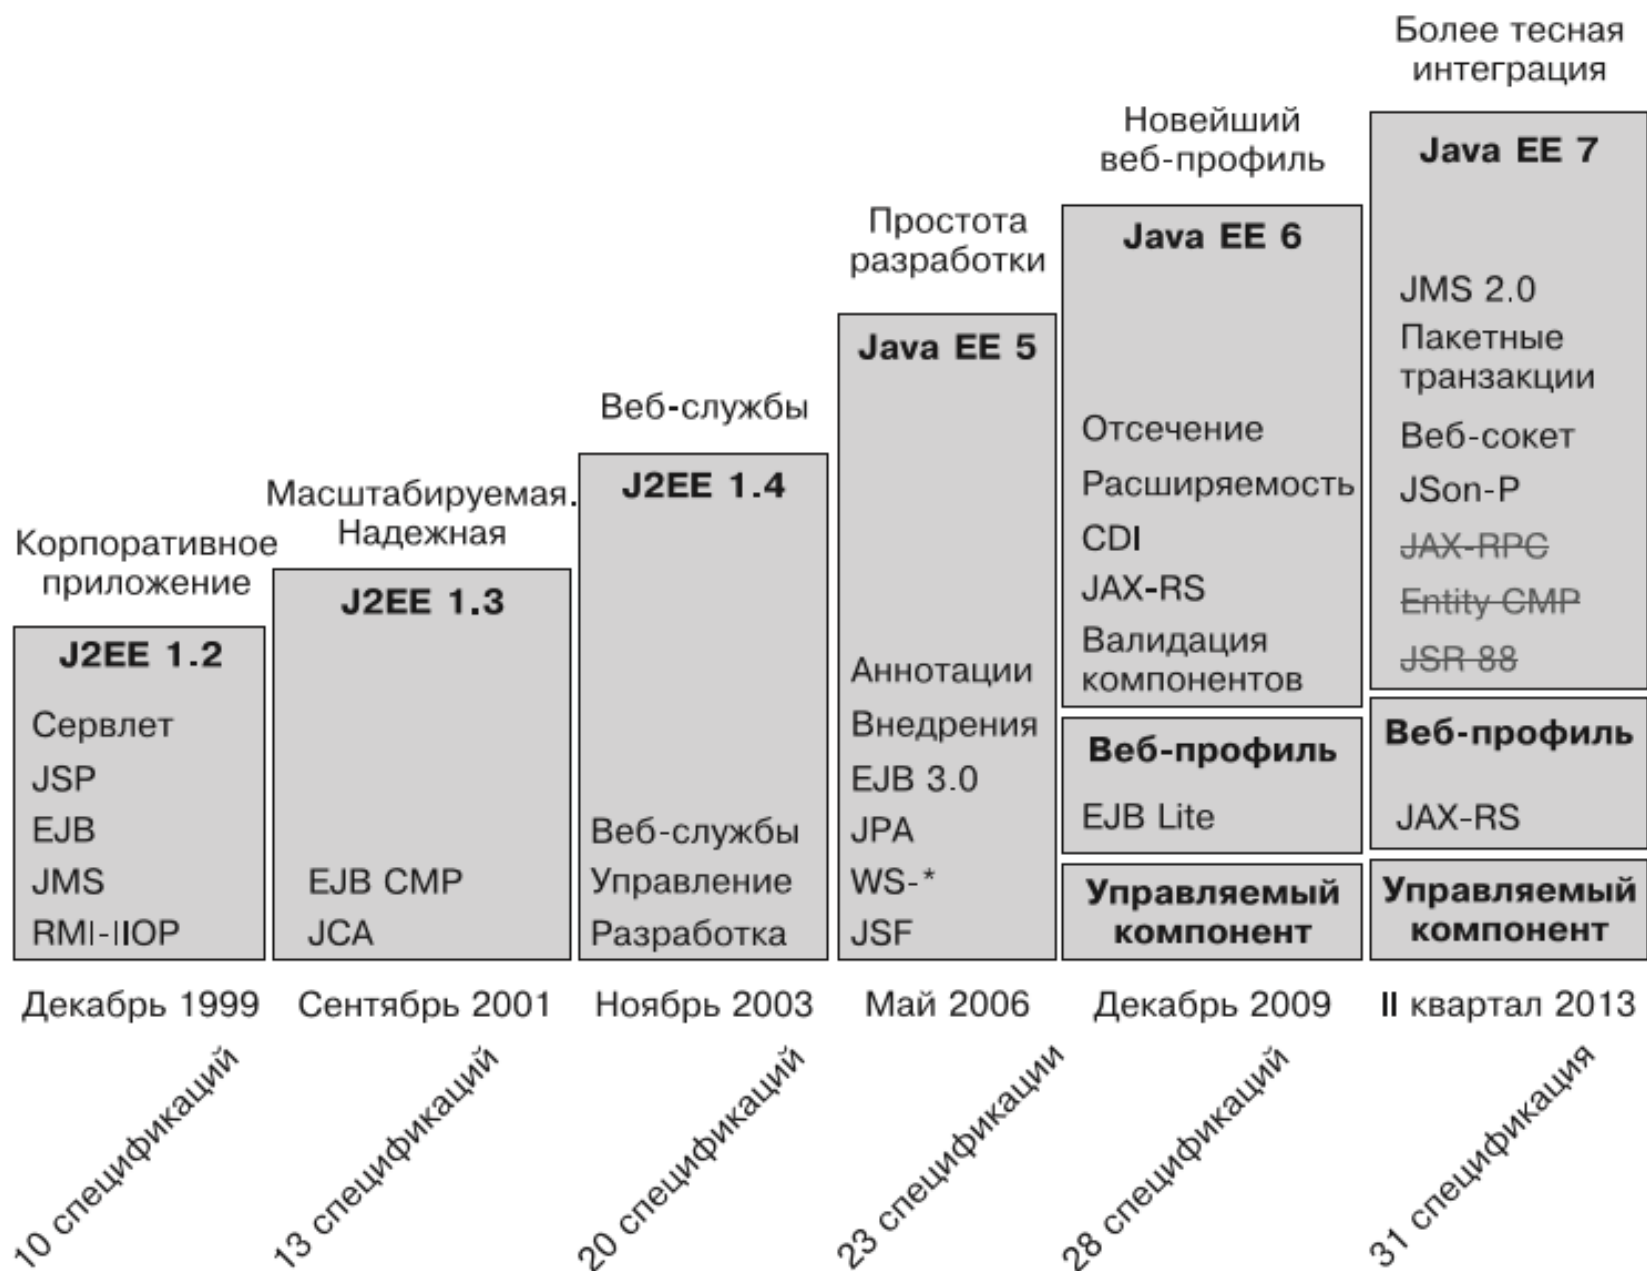 Корпоративное
приложение
J2EE 1.2
Сервлет
JSP
EJB
JMS
RMI-IIOP
Декабрь 1999
10 спецификаций
Масштабируемая.
Надежная
J2EE 1.3
EJB CMP
JCA
Сентябрь 2001
13 спецификаций
Веб-службы
J2EE 1.4
Веб-службы
Управление
Разработка
Ноябрь 2003
20 спецификаций
Простота
разработки
Java EE 5
Аннотации
Внедрения
EJB 3.0
JPA
WS-*
JSF
Май 2006
23 спецификации
Новейший
веб-профиль
Java EE 6
Отсечение
Расширяемость
CDI
JAX-RS
Валидация
компонентов
Веб-профиль
EJB Lite
Управляемый
компонент
Декабрь 2009
28 спецификаций
Более тесная
интеграция
Java EE 7
JMS 2.0
Пакетные
транзакции
Веб-сокет
JSon-P
JAX-RPC
Entity CMP
JSR 88
Веб-профиль
JAX-RS
Управляемый
компонент
II квартал 2013
31 спецификация